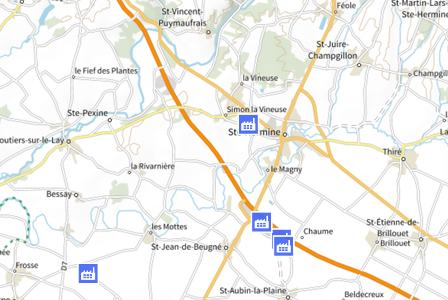 St-Vincent-
Puymaufrais
Féole
St-Martin-Lars-
Ste-Hermin
St-Juire-
Champgillon
le Fief des Plantes
la Vineuse
Champgil
Ste-Pexine
Simon la Vineuse
outiers-sur-le-Lay
Thiré
la Rivarnière
le Magny
Bessay
St-Étienne-de-
Brillouet
Brillouet
les Mottes
Chaume
St-Jean-de-Beugné
Frosse
D7
St-Aubin-la-Plaine
Beldecreux